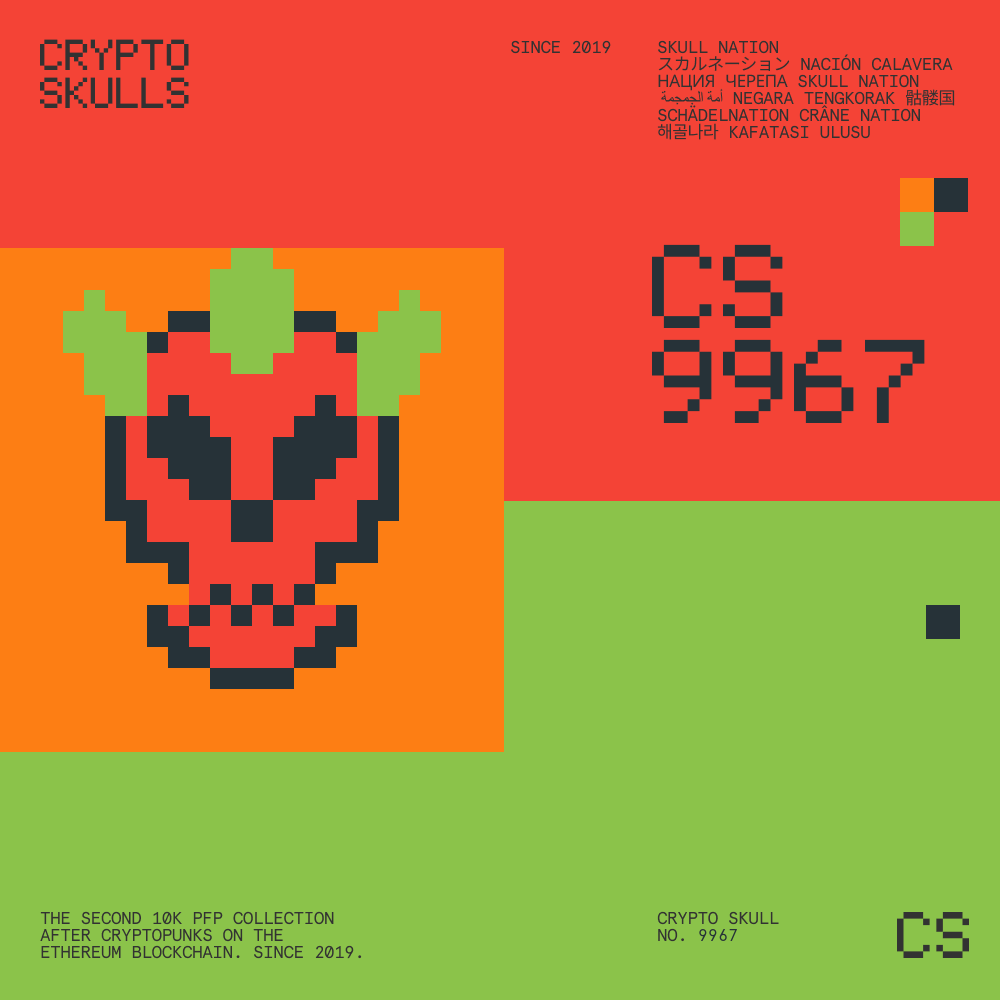 CRYPTO
SKULLS
SINCE 2019
SKULL NATION
スカルネーション NACIÓN CALAVERA
НАЦИЯ ЧЕРЕПА SKULL NATION
أمة الجمجمة NEGARA TENGKORAK 骷髅国
SCHÄDELNATION CRÂNE NATION
해골나라 KAFATASI ULUSU
CS
9967
THE SECOND 10K PFP COLLECTION
AFTER CRYPTOPUNKS ON THE
ETHEREUM BLOCKCHAIN. SINCE 2019.
CRYPTO SKULL
NO. 9967
CS